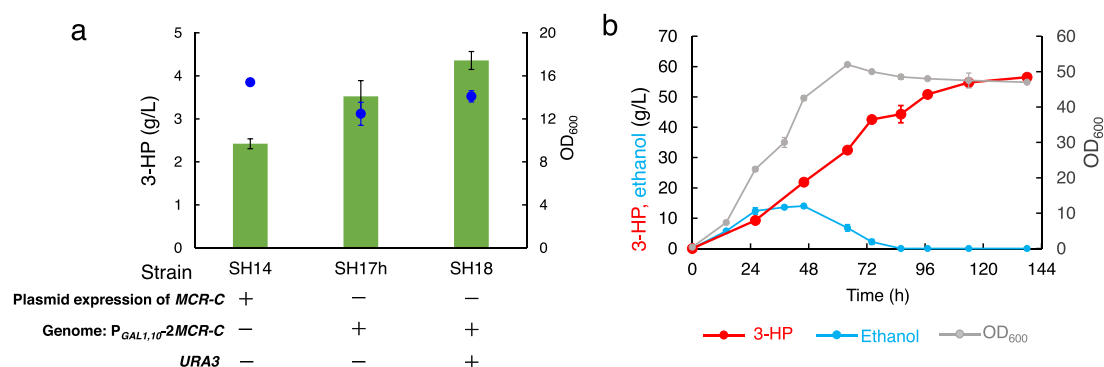 a
3-HP (g/L)
5
4
3
2
1
0
20
16
12
8
4
0
OD600
Strain SH14 SH17h SH18
Plasmid expression of MCR-C + − −
Genome: PGAL1,10-2MCR-C − + +
URA3 − − +
b
3-HP, ethanol (g/L)
70
60
50
40
30
20
10
0
60
50
40
30
20
10
0
OD600
0 24 48 72 96 120 144
Time (h)
3-HP Ethanol OD600